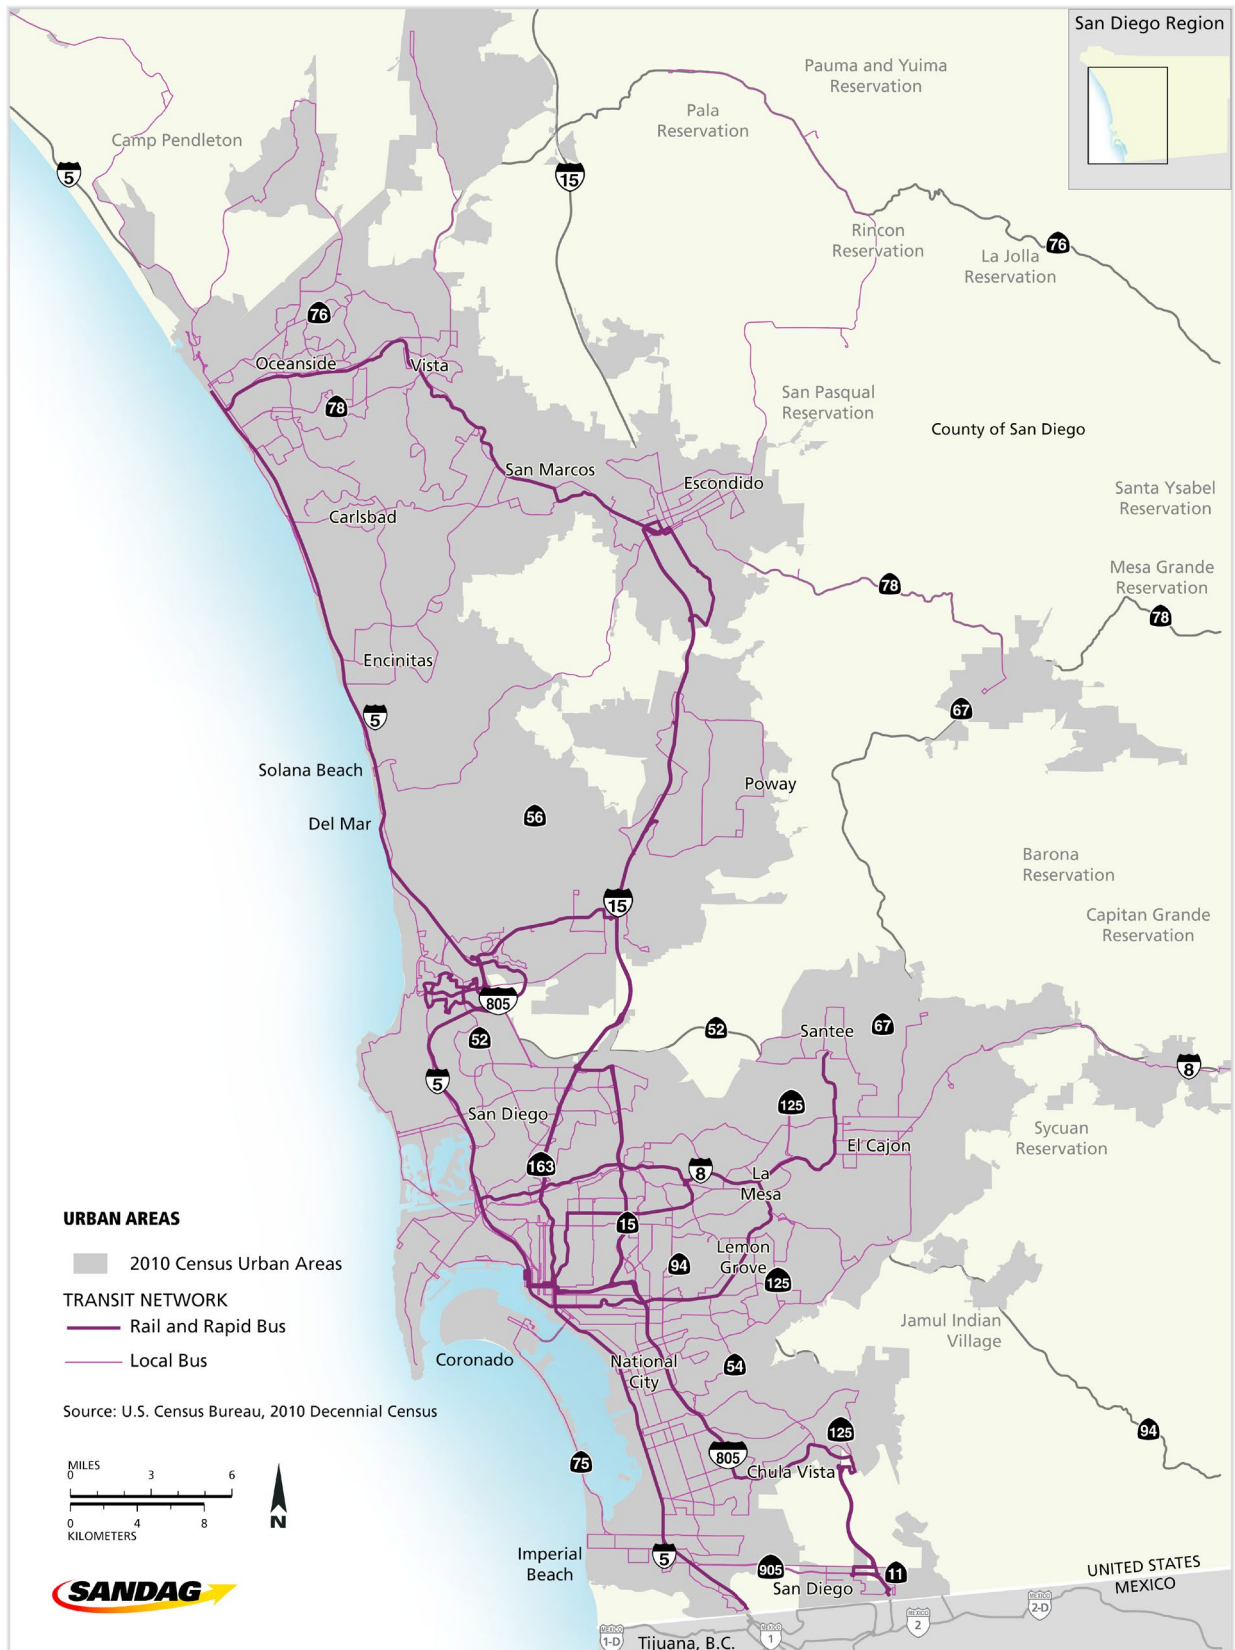 San Diego Region
Pauma and Yuima
Reservation
Pala
Reservation
Camp Pendleton
5
15
Rincon
Reservation
76
La Jolla
Reservation
76
Oceanside
Vista
78
San Pasqual
Reservation
County of San Diego
San Marcos
Escondido
Santa Ysabel
Reservation
Carlsbad
Mesa Grande
Reservation
78
78
Encinitas
67
5
Solana Beach
Poway
56
Del Mar
Barona
Reservation
15
Capitan Grande
Reservation
805
52
52
Santee
67
8
5
125
San Diego
Sycuan
Reservation
El Cajon
163
8
La
Mesa
URBAN AREAS
15
2010 Census Urban Areas
Lemon
Grove
94
125
TRANSIT NETWORK
Rail and Rapid Bus
Jamul Indian
Village
Local Bus
Coronado
National
City
54
Source: U.S. Census Bureau, 2010 Decennial Census
125
94
805
75
Chula Vista
MILES
0 3 6
0 4 8
KILOMETERS
N
Imperial
Beach
5
905
San Diego
11
UNITED STATES
MEXICO
SANDAG
MEXICO
2-D
MEXICO
2
MEXICO
1
MEXICO
1-D
Tijuana, B.C.